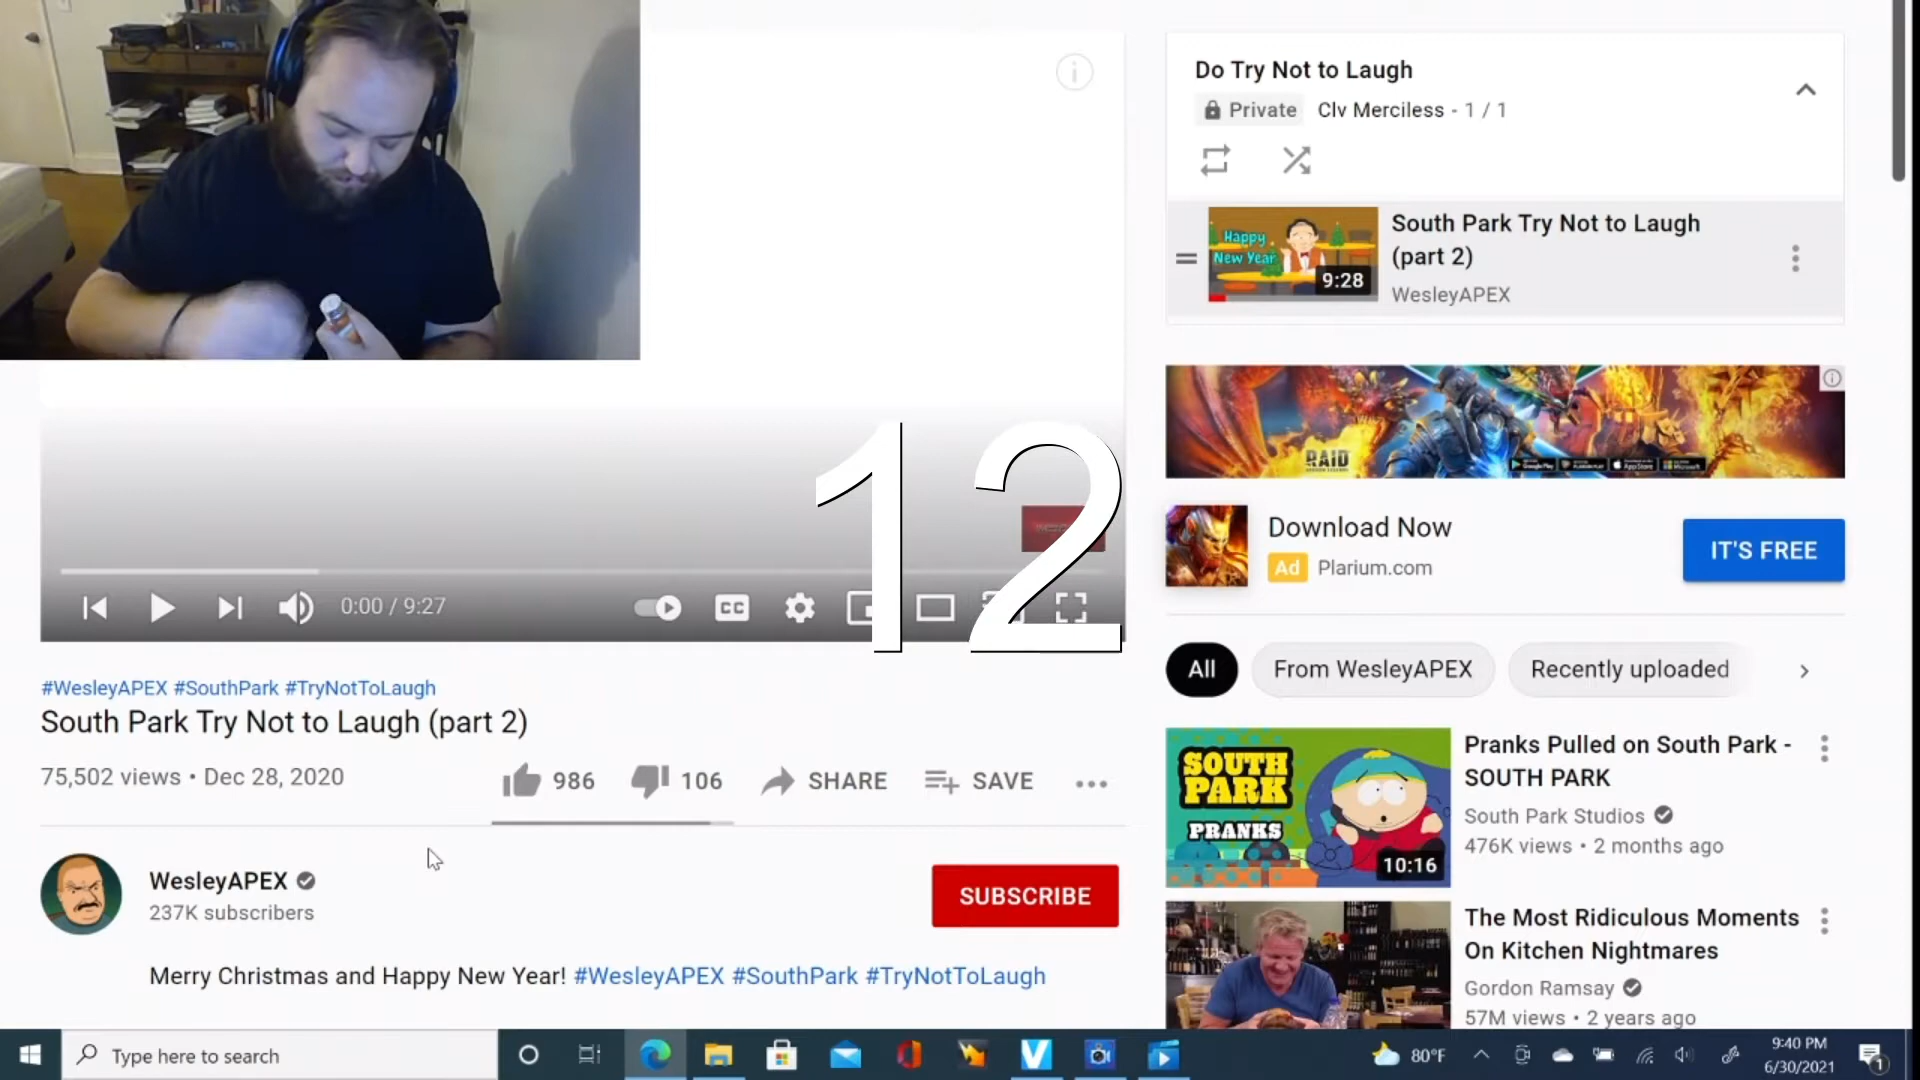 Do Try Not to Laugh
Private Clv Merciless - 1 / 1
Happy
New Year
9:28
South Park Try Not to Laugh
(part 2)
WesleyAPEX
RAID
Download Now
Ad Plarium.com
IT'S FREE
12
0:00 / 9:27
CC
All
From WesleyAPEX
Recently uploaded
#WesleyAPEX #SouthPark #TryNotToLaugh
South Park Try Not to Laugh (part 2)
75,502 views • Dec 28, 2020
986
106
SHARE
SAVE
WesleyAPEX
237K subscribers
SUBSCRIBE
Merry Christmas and Happy New Year! #WesleyAPEX #SouthPark #TryNotToLaugh
SOUTH
PARK
PRANKS
10:16
Pranks Pulled on South Park -
SOUTH PARK
South Park Studios
476K views • 2 months ago
The Most Ridiculous Moments
On Kitchen Nightmares
Gordon Ramsay
57M views • 2 years ago
Type here to search
80°F
9:40 PM
6/30/2021
1